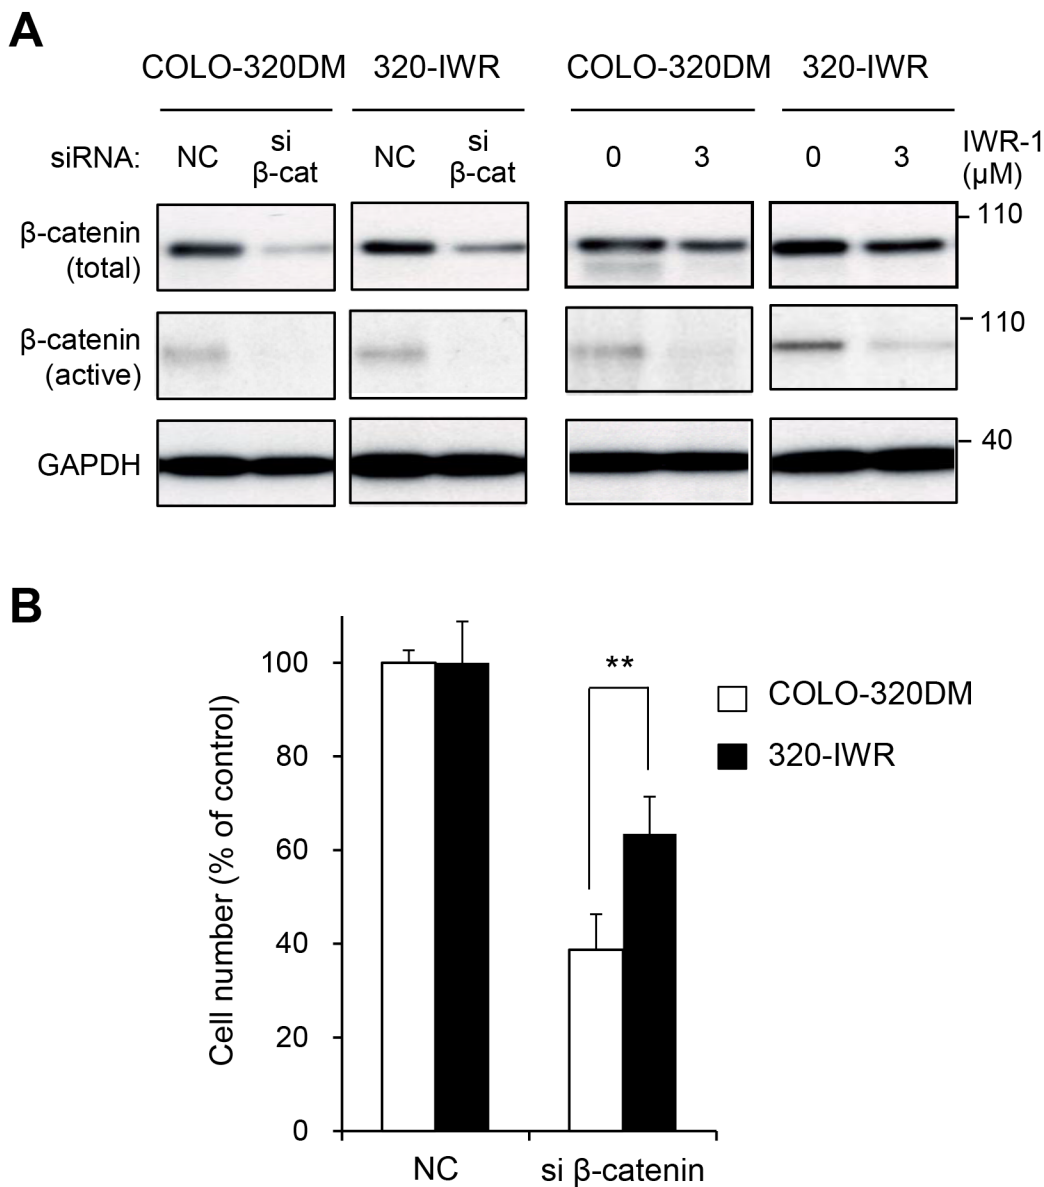 A
COLO-320DM 320-IWR COLO-320DM 320-IWR
siRNA: NC si β-cat NC si β-cat 0 3 0 3 IWR-1 (μM)
β-catenin (total) 110
β-catenin (active) 110
GAPDH 40
B
Cell number (% of control)
100
80
60
40
20
0
**
COLO-320DM
320-IWR
NC si β-catenin